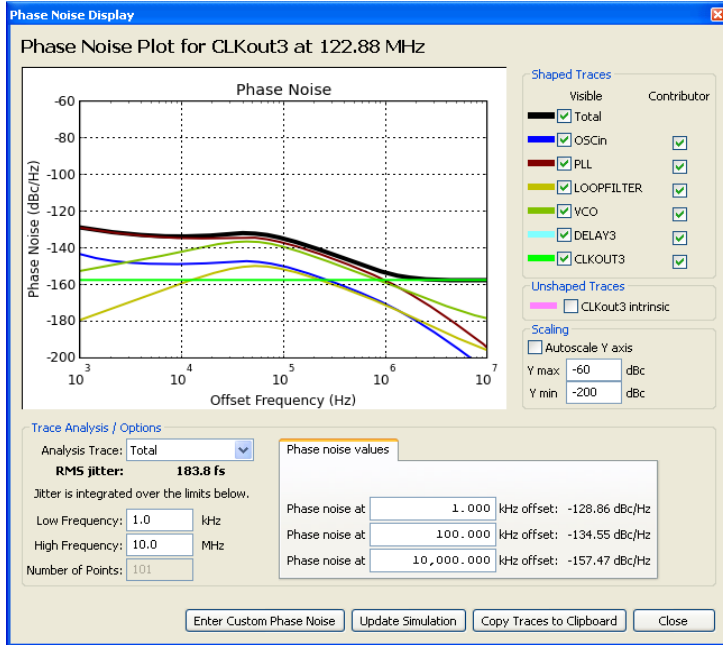 Phase Noise Display
Phase Noise Plot for CLKout3 at 122.88 MHz
Phase Noise
-60
-80
-100
-120
-140
-160
-180
-200
Phase Noise (dBc/Hz)
10^3 10^4 10^5 10^6 10^7
Offset Frequency (Hz)
Shaped Traces
Visible Contributor
Total
OSCin
PLL
LOOPFILTER
VCO
DELAY3
CLKOUT3
Unshaped Traces
CLKout3 intrinsic
Scaling
Autoscale Y axis
Y max -60 dBc
Y min -200 dBc
Trace Analysis / Options
Analysis Trace: Total
RMS jitter: 183.8 fs
Jitter is integrated over the limits below.
Low Frequency: 1.0 kHz
High Frequency: 10.0 MHz
Number of Points: 101
Phase noise values
Phase noise at 1.000 kHz offset: -128.86 dBc/Hz
Phase noise at 100.000 kHz offset: -134.55 dBc/Hz
Phase noise at 10,000.000 kHz offset: -157.47 dBc/Hz
Enter Custom Phase Noise Update Simulation Copy Traces to Clipboard Close